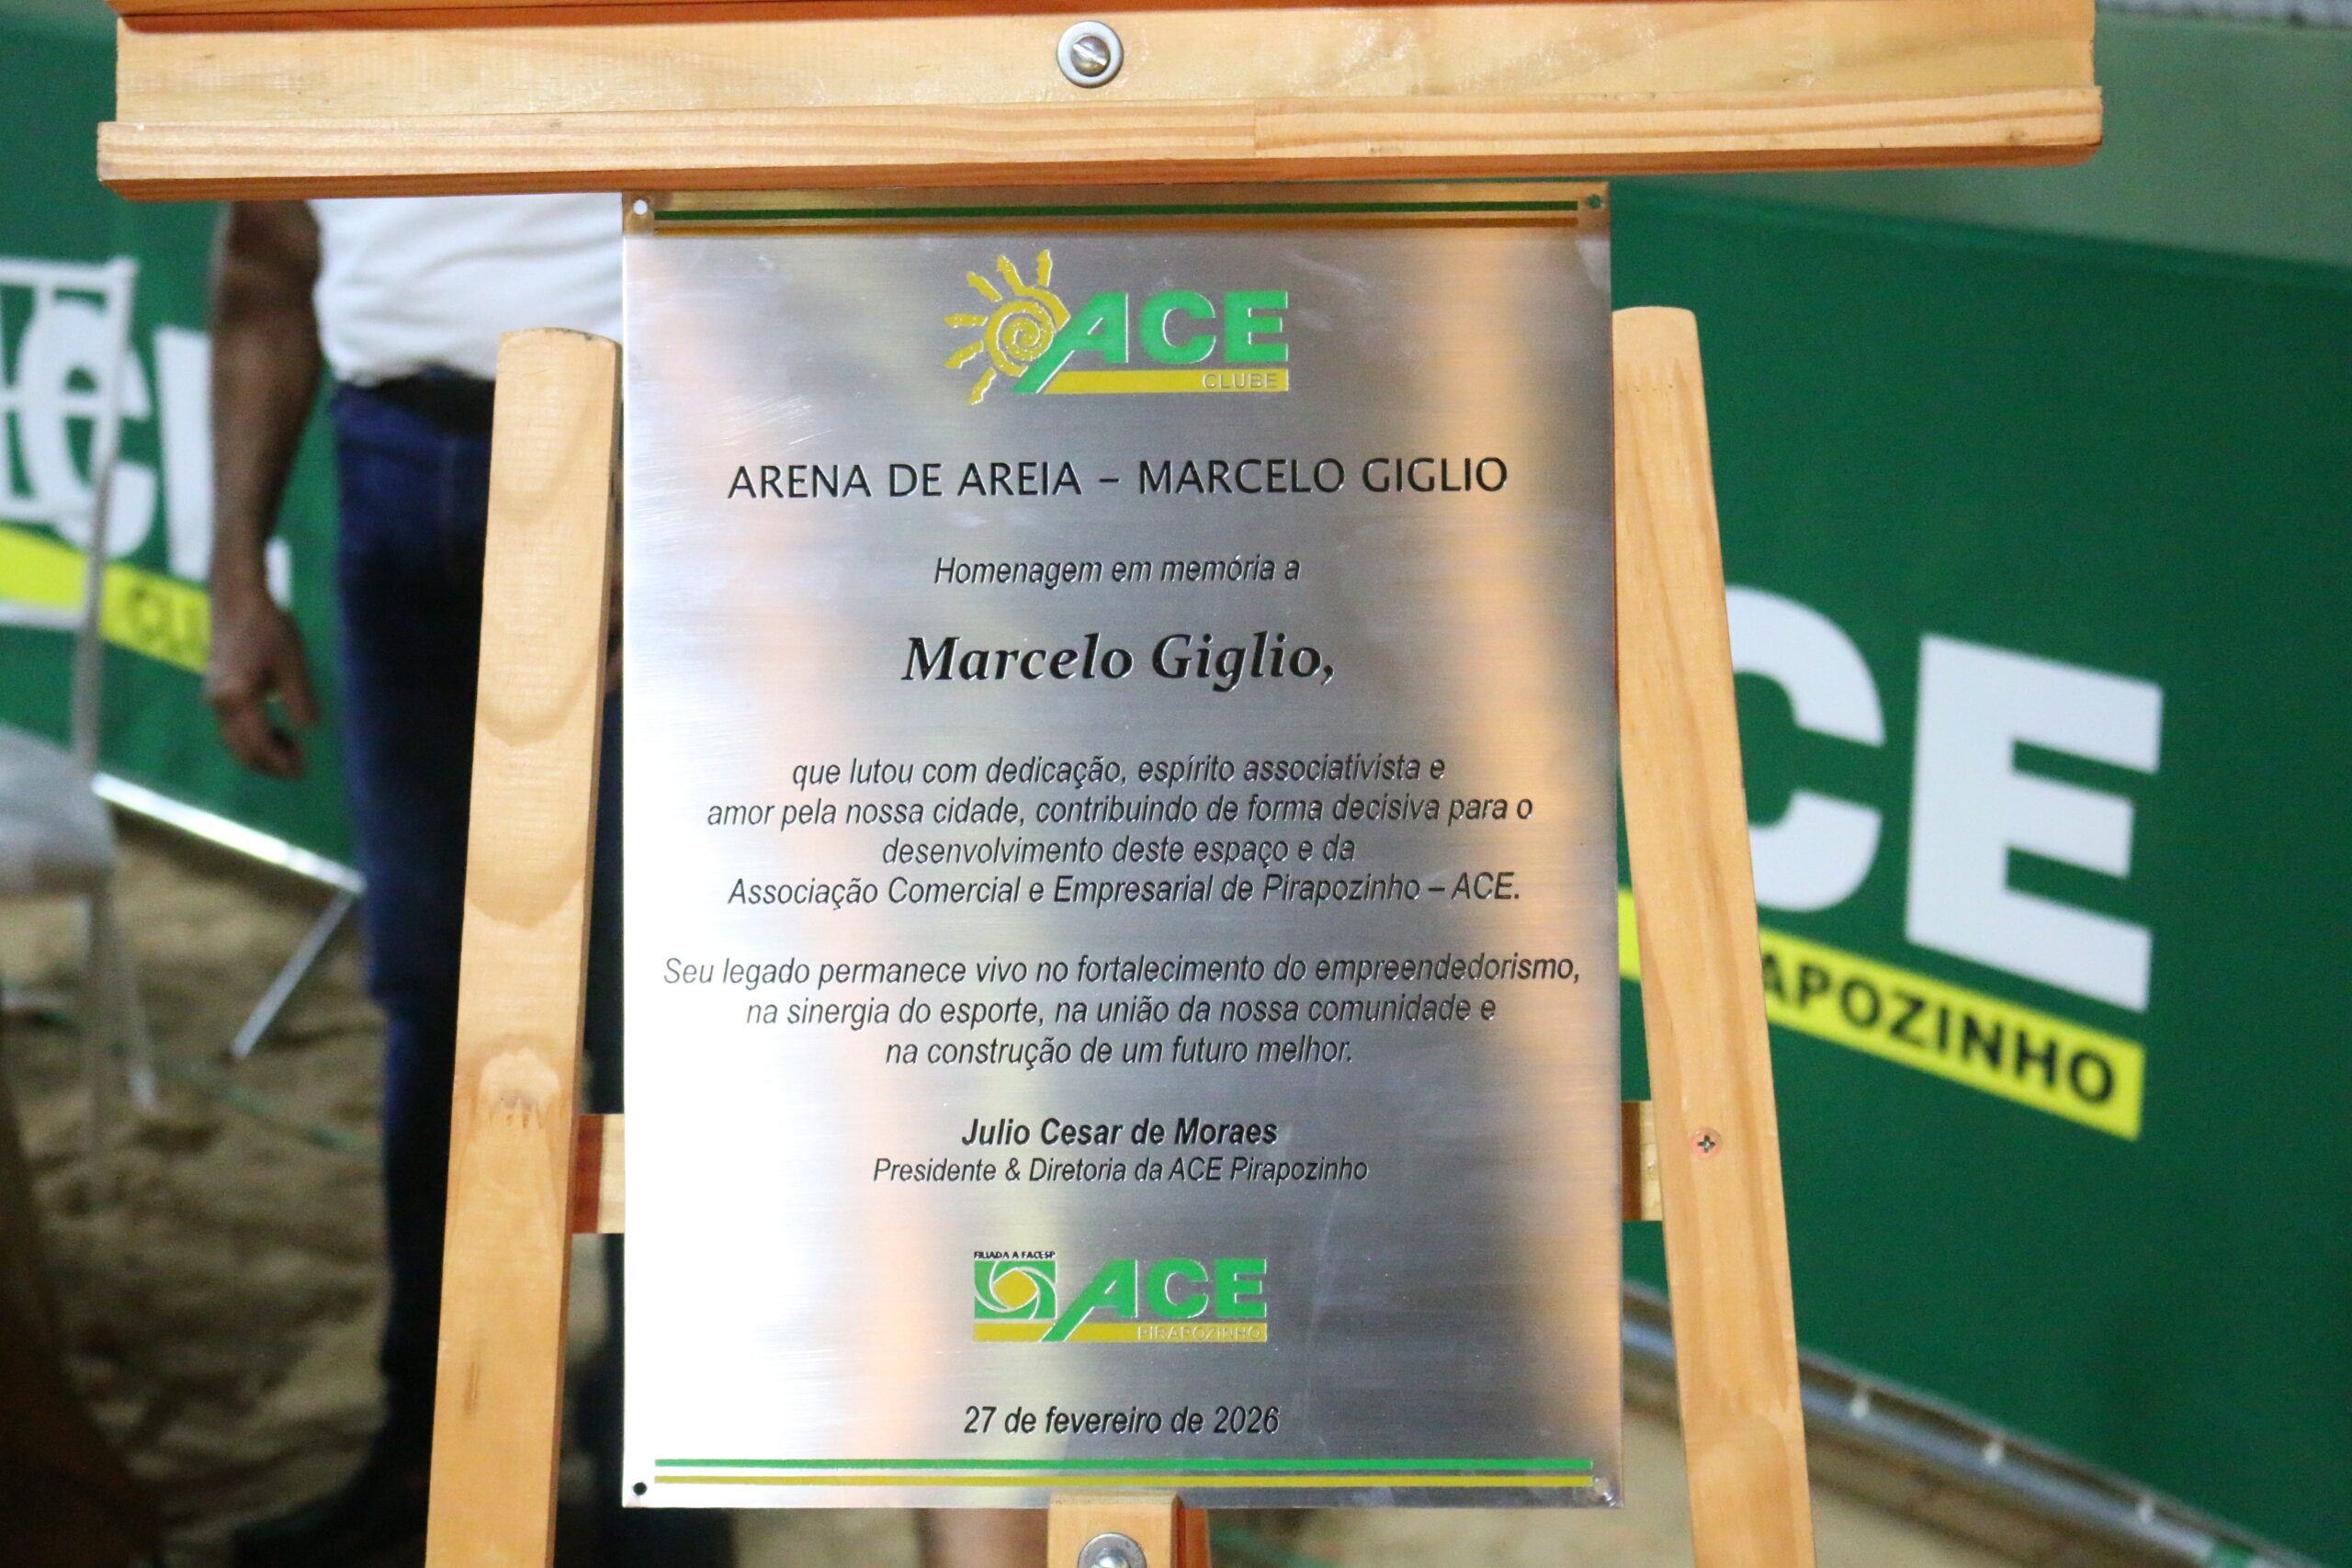 ACE
CLUBE
ARENA DE AREIA – MARCELO GIGLIO
Homenagem em memória a
Marcelo Giglio,
que lutou com dedicação, espírito associativista e
amor pela nossa cidade, contribuindo de forma decisiva para o
desenvolvimento deste espaço e da
Associação Comercial e Empresarial de Pirapozinho – ACE.
Seu legado permanece vivo no fortalecimento do empreendedorismo,
na sinergia do esporte, na união da nossa comunidade e
na construção de um futuro melhor.
Julio Cesar de Moraes
Presidente & Diretoria da ACE Pirapozinho
FILIADA A FACESP
ACE
PIRAPOZINHO
27 de fevereiro de 2026
CE
APOZINHO